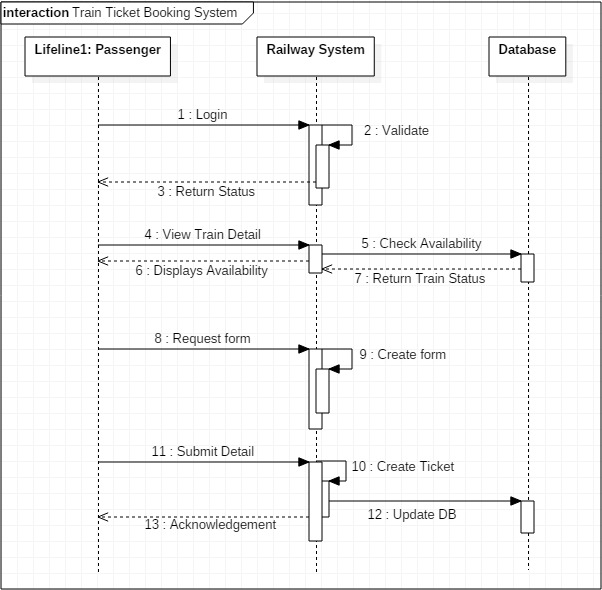 interaction Train Ticket Booking System
Lifeline1: Passenger
Railway System
Database
1 : Login
2 : Validate
3 : Return Status
4 : View Train Detail
5 : Check Availability
6 : Displays Availability
7 : Return Train Status
8 : Request form
9 : Create form
11 : Submit Detail
10 : Create Ticket
12 : Update DB
13 : Acknowledgement